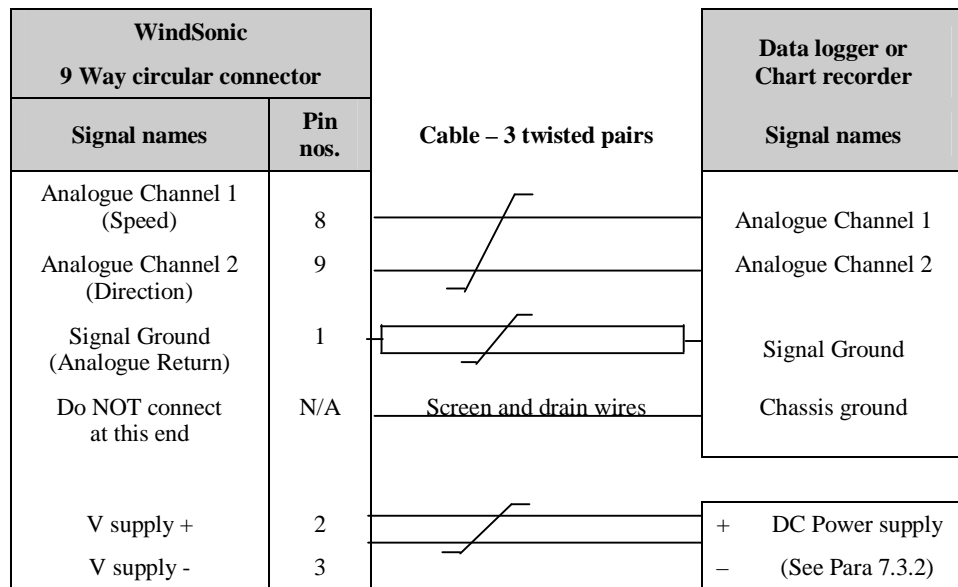 WindSonic
9 Way circular connector
Data logger or
Chart recorder
Signal names
Pin
nos.
Cable – 3 twisted pairs
Signal names
Analogue Channel 1
(Speed)
8
Analogue Channel 1
Analogue Channel 2
(Direction)
9
Analogue Channel 2
Signal Ground
(Analogue Return)
1
Signal Ground
Do NOT connect
at this end
N/A
Screen and drain wires
Chassis ground
V supply +
2
+ DC Power supply
V supply -
3
– (See Para 7.3.2)